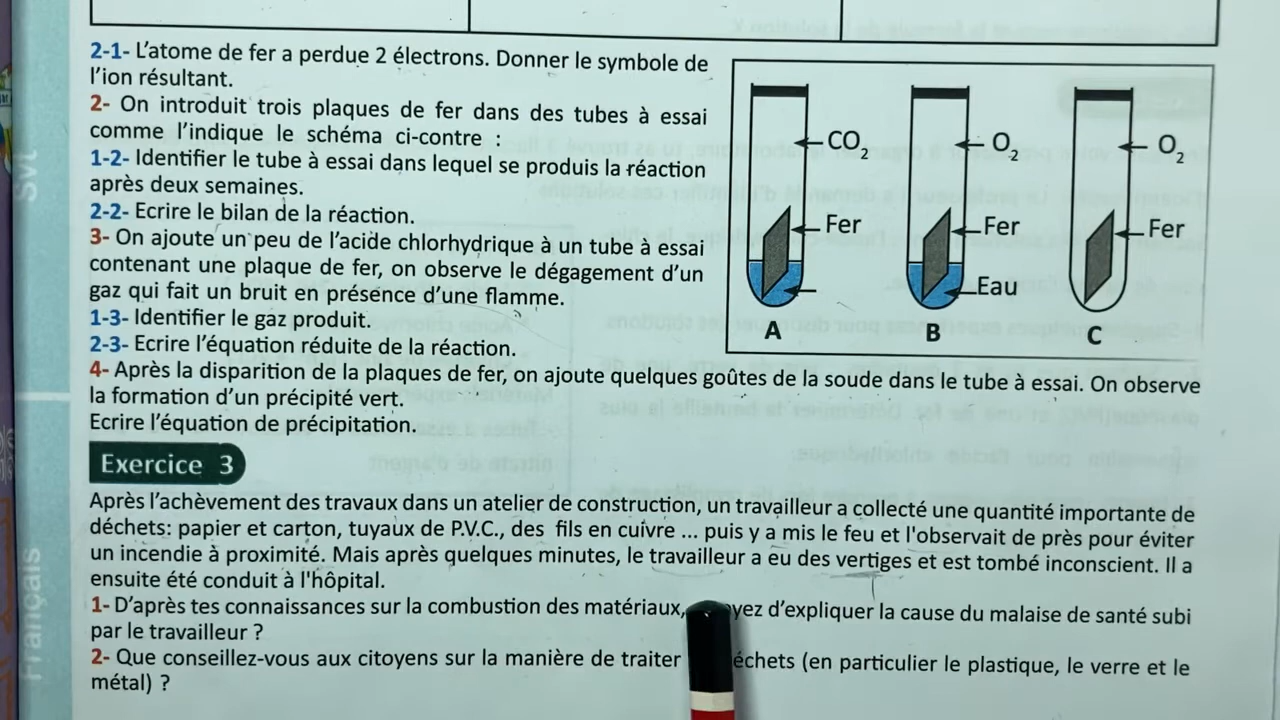 2-1- L'atome de fer a perdue 2 électrons. Donner le symbole de
l'ion résultant.
2- On introduit trois plaques de fer dans des tubes à essai
comme l'indique le schéma ci-contre :
1-2- Identifier le tube à essai dans lequel se produis la réaction
après deux semaines.
2-2- Ecrire le bilan de la réaction.
3- On ajoute un peu de l'acide chlorhydrique à un tube à essai
contenant une plaque de fer, on observe le dégagement d'un
gaz qui fait un bruit en présence d'une flamme.
1-3- Identifier le gaz produit.
2-3- Ecrire l'équation réduite de la réaction.
CO₂
O₂
O₂
Fer
Fer
Fer
Eau
A
B
C
4- Après la disparition de la plaques de fer, on ajoute quelques goûtes de la soude dans le tube à essai. On observe
la formation d'un précipité vert.
Ecrire l'équation de précipitation.
Exercice 3
Après l'achèvement des travaux dans un atelier de construction, un travailleur a collecté une quantité importante de
déchets: papier et carton, tuyaux de P.V.C., des fils en cuivre ... puis y a mis le feu et l'observait de près pour éviter
un incendie à proximité. Mais après quelques minutes, le travailleur a eu des vertiges et est tombé inconscient. Il a
ensuite été conduit à l'hôpital.
1- D'après tes connaissances sur la combustion des matériaux, yez d'expliquer la cause du malaise de santé subi
par le travailleur ?
2- Que conseillez-vous aux citoyens sur la manière de traiter échets (en particulier le plastique, le verre et le
métal) ?
Svt
Français